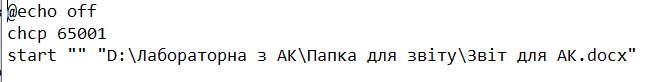 @echo off
chcp 65001
start "" "D:\Лабораторна з АК\Папка для звіту\Звіт для АК.docx"